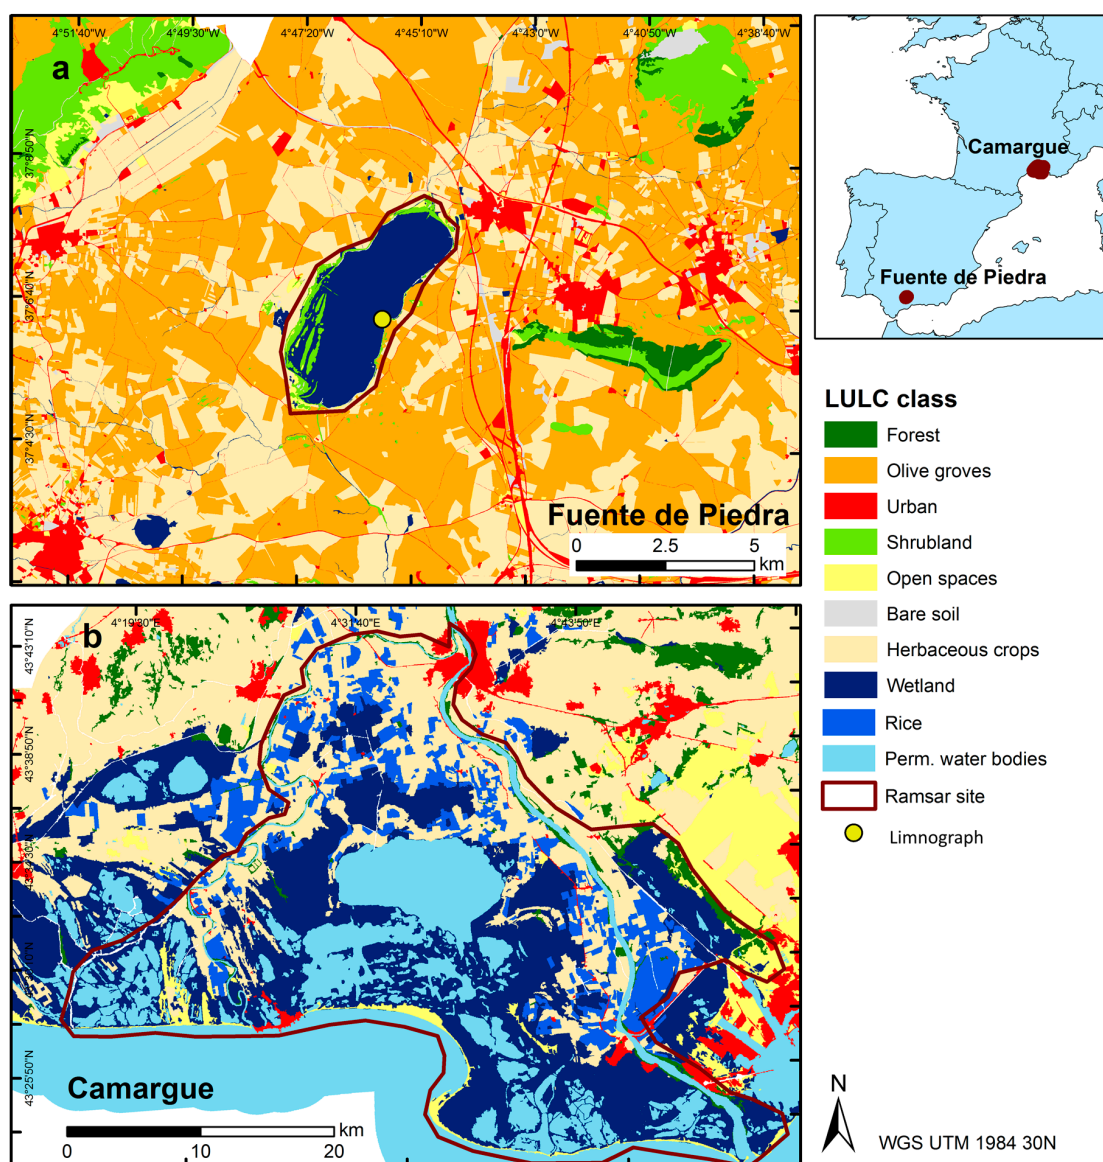 4°51'40"W
4°49'30"W
4°47'20"W
4°45'10"W
4°43'0"W
4°40'50"W
4°38'40"W
a
37°8'50"N
37°6'40"N
37°4'30"N
Fuente de Piedra
0
2.5
5
km
Camargue
Fuente de Piedra
LULC class
Forest
Olive groves
Urban
Shrubland
Open spaces
Bare soil
Herbaceous crops
Wetland
Rice
Perm. water bodies
Ramsar site
Limnograph
b
4°19'30"E
4°31'40"E
4°43'50"E
43°43'10"N
43°38'50"N
43°25'50"N
Camargue
0
10
20
km
N
WGS UTM 1984 30N